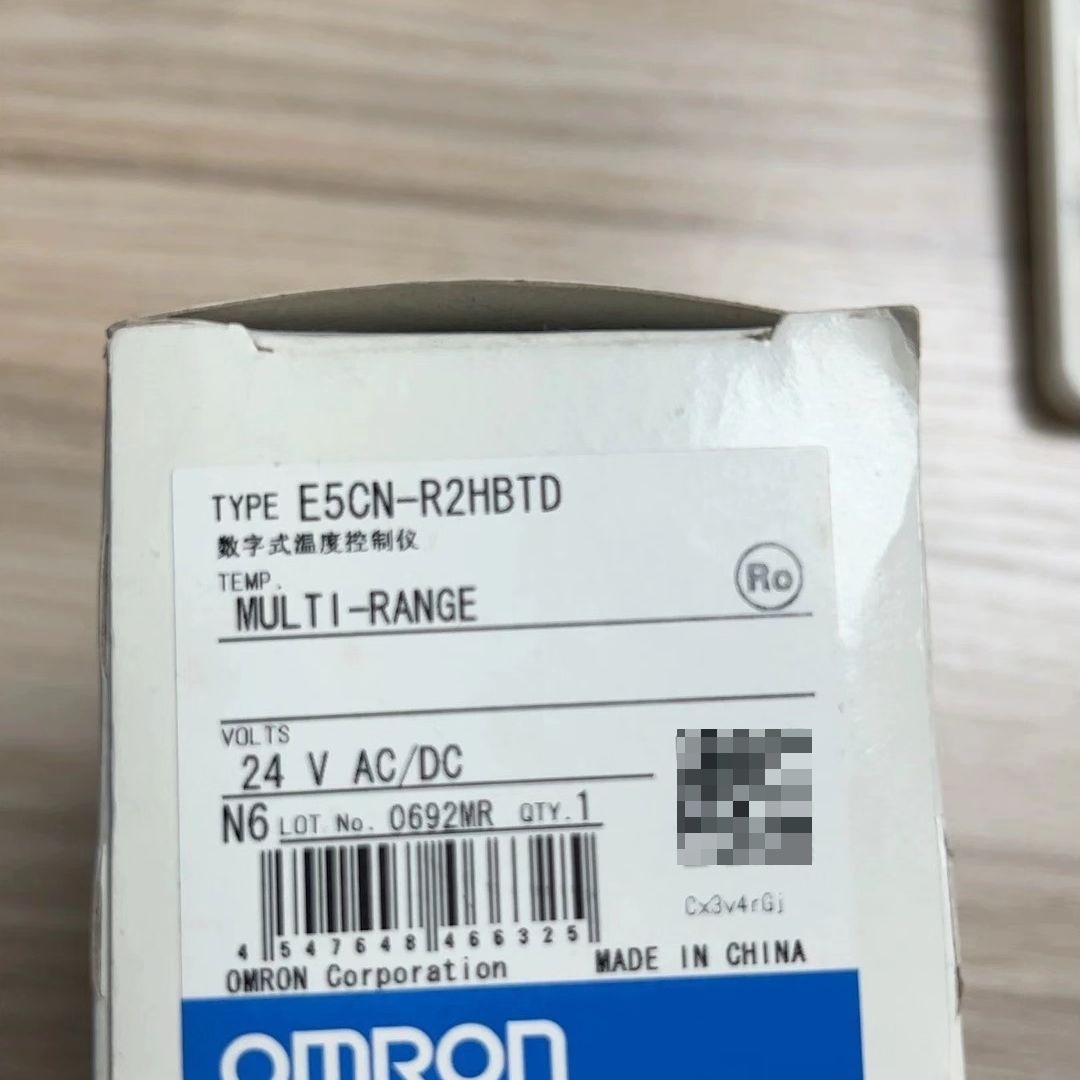 TYPE E5CN-R2HBTD
数字式温度控制仪
TEMP.
MULTI-RANGE
Ro
VOLTS
24 V AC/DC
N6 LOT No. 0692MR QTY. 1
4 547648 466325
Cx3v4rGj
OMRON Corporation MADE IN CHINA
OMRON